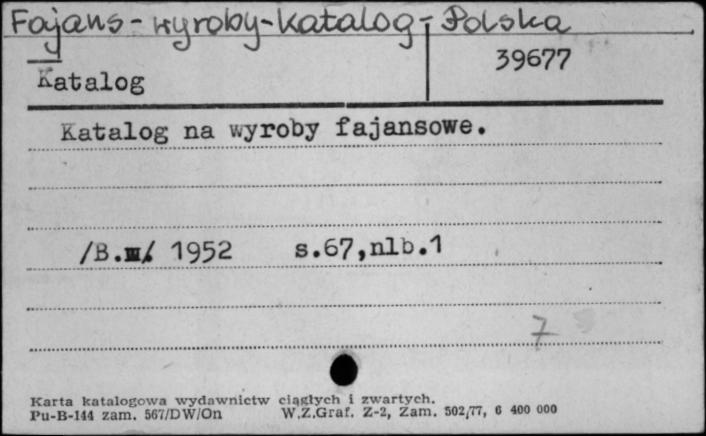 Fajans - wyroby - katalog - Polska
39677
Katalog
Katalog na wyroby fajansowe.
/B.m/ 1952 s.67,nlb.1
7
Karta katalogowa wydawnictw ciągłych i zwartych.
Pu-B-144 zam. 567/DW/On W.Z.Graf. Z-2, Zam. 502/77, 6 400 000